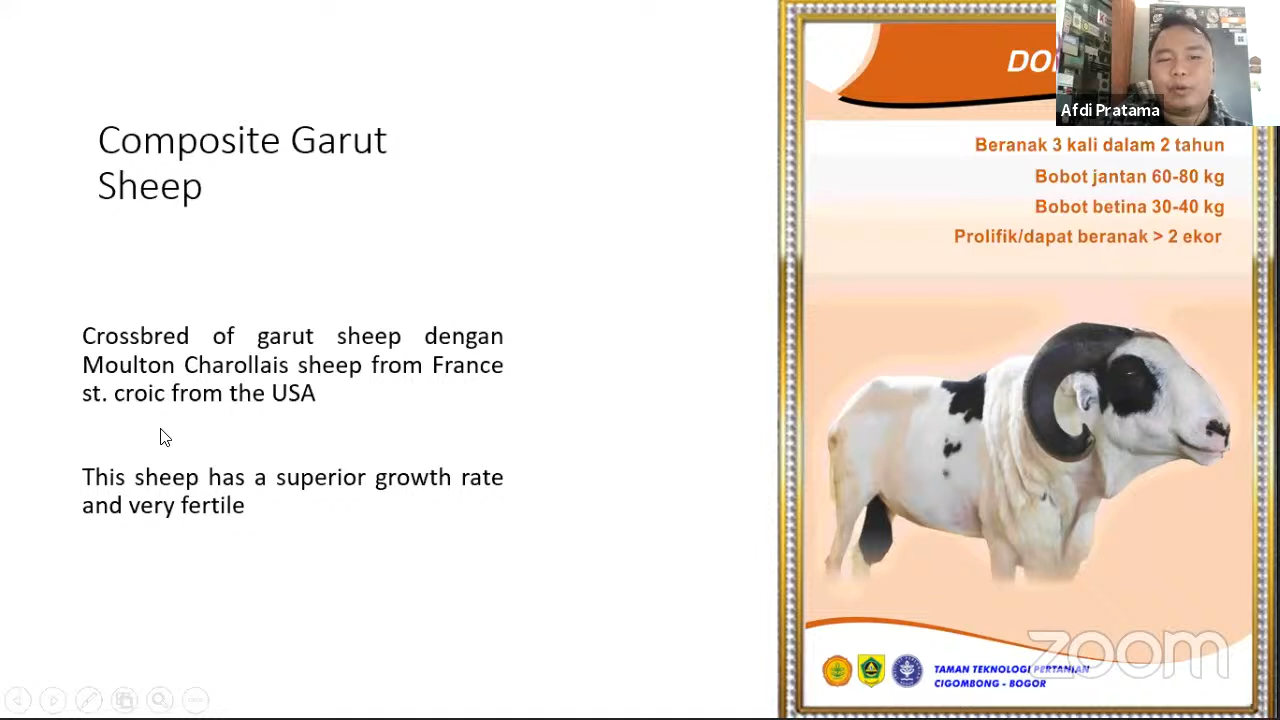 Composite Garut
Sheep
Crossbred of garut sheep dengan
Moulton Charollais sheep from France
st. croic from the USA
This sheep has a superior growth rate
and very fertile
Afdi Pratama
Beranak 3 kali dalam 2 tahun
Bobot jantan 60-80 kg
Bobot betina 30-40 kg
Prolifik/dapat beranak > 2 ekor
TAMAN TEKNOLOGI PERTANIAN
CIGOMBONG - BOGOR
zoom